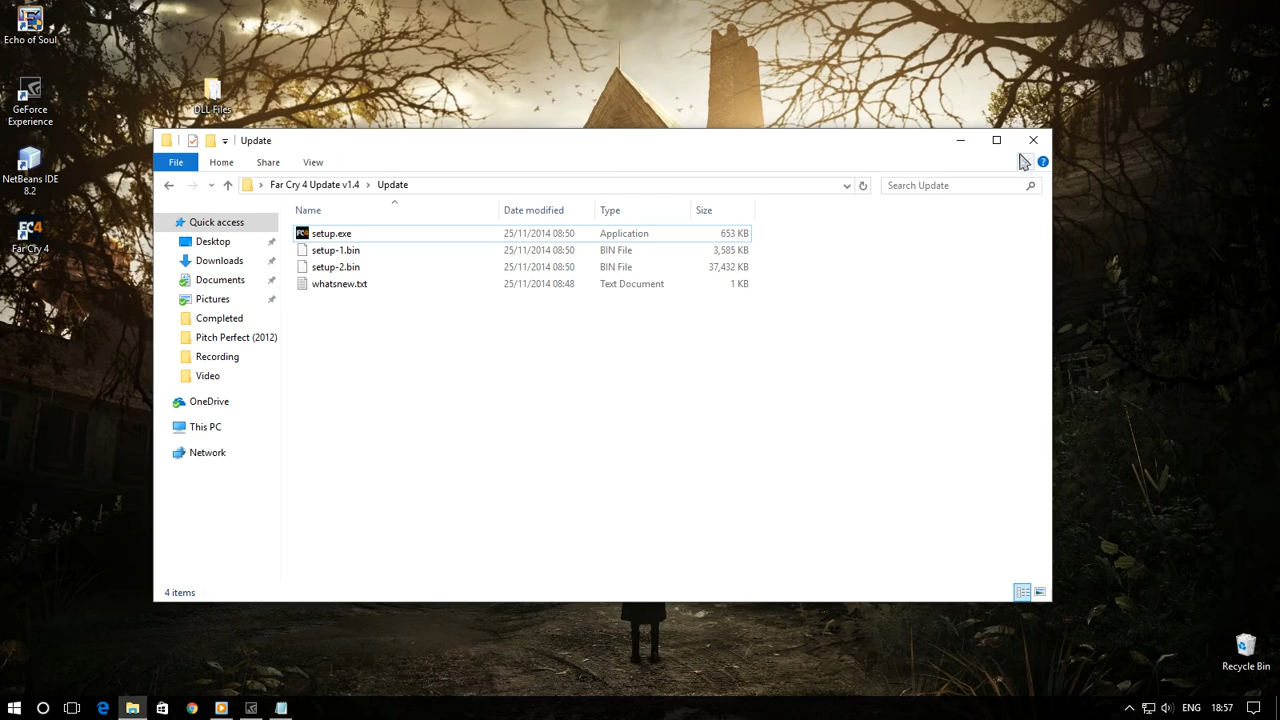 Echo of Soul
GeForce
Experience
DLL Files
NetBeans IDE
8.2
FC4
Far Cry 4
Update
File Home Share View
Far Cry 4 Update v1.4 Update
Search Update
Name Date modified Type Size
Quick access
Desktop
Downloads
Documents
Pictures
Completed
Pitch Perfect (2012)
Recording
Video
OneDrive
This PC
Network
setup.exe 25/11/2014 08:50 Application 653 KB
setup-1.bin 25/11/2014 08:50 BIN File 3,585 KB
setup-2.bin 25/11/2014 08:50 BIN File 37,432 KB
whatsnew.txt 25/11/2014 08:48 Text Document 1 KB
4 items
Recycle Bin
ENG 18:57